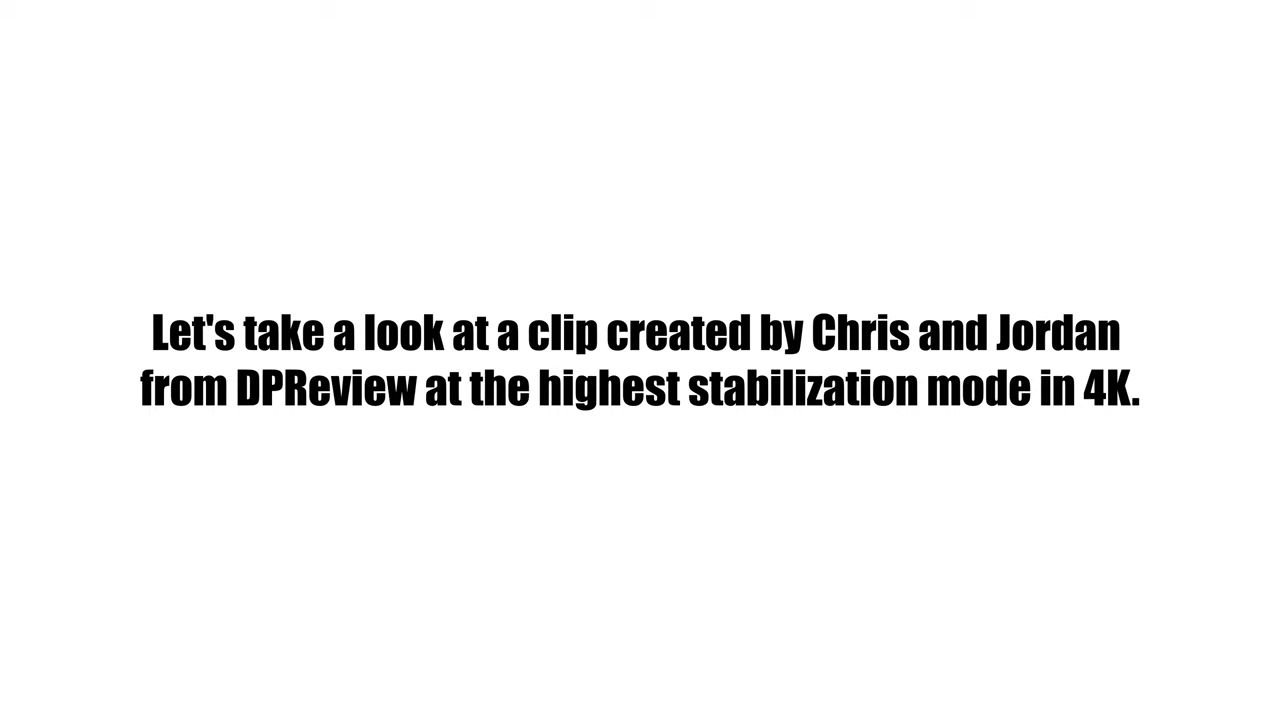 Let's take a look at a clip created by Chris and Jordan
from DPReview at the highest stabilization mode in 4K.